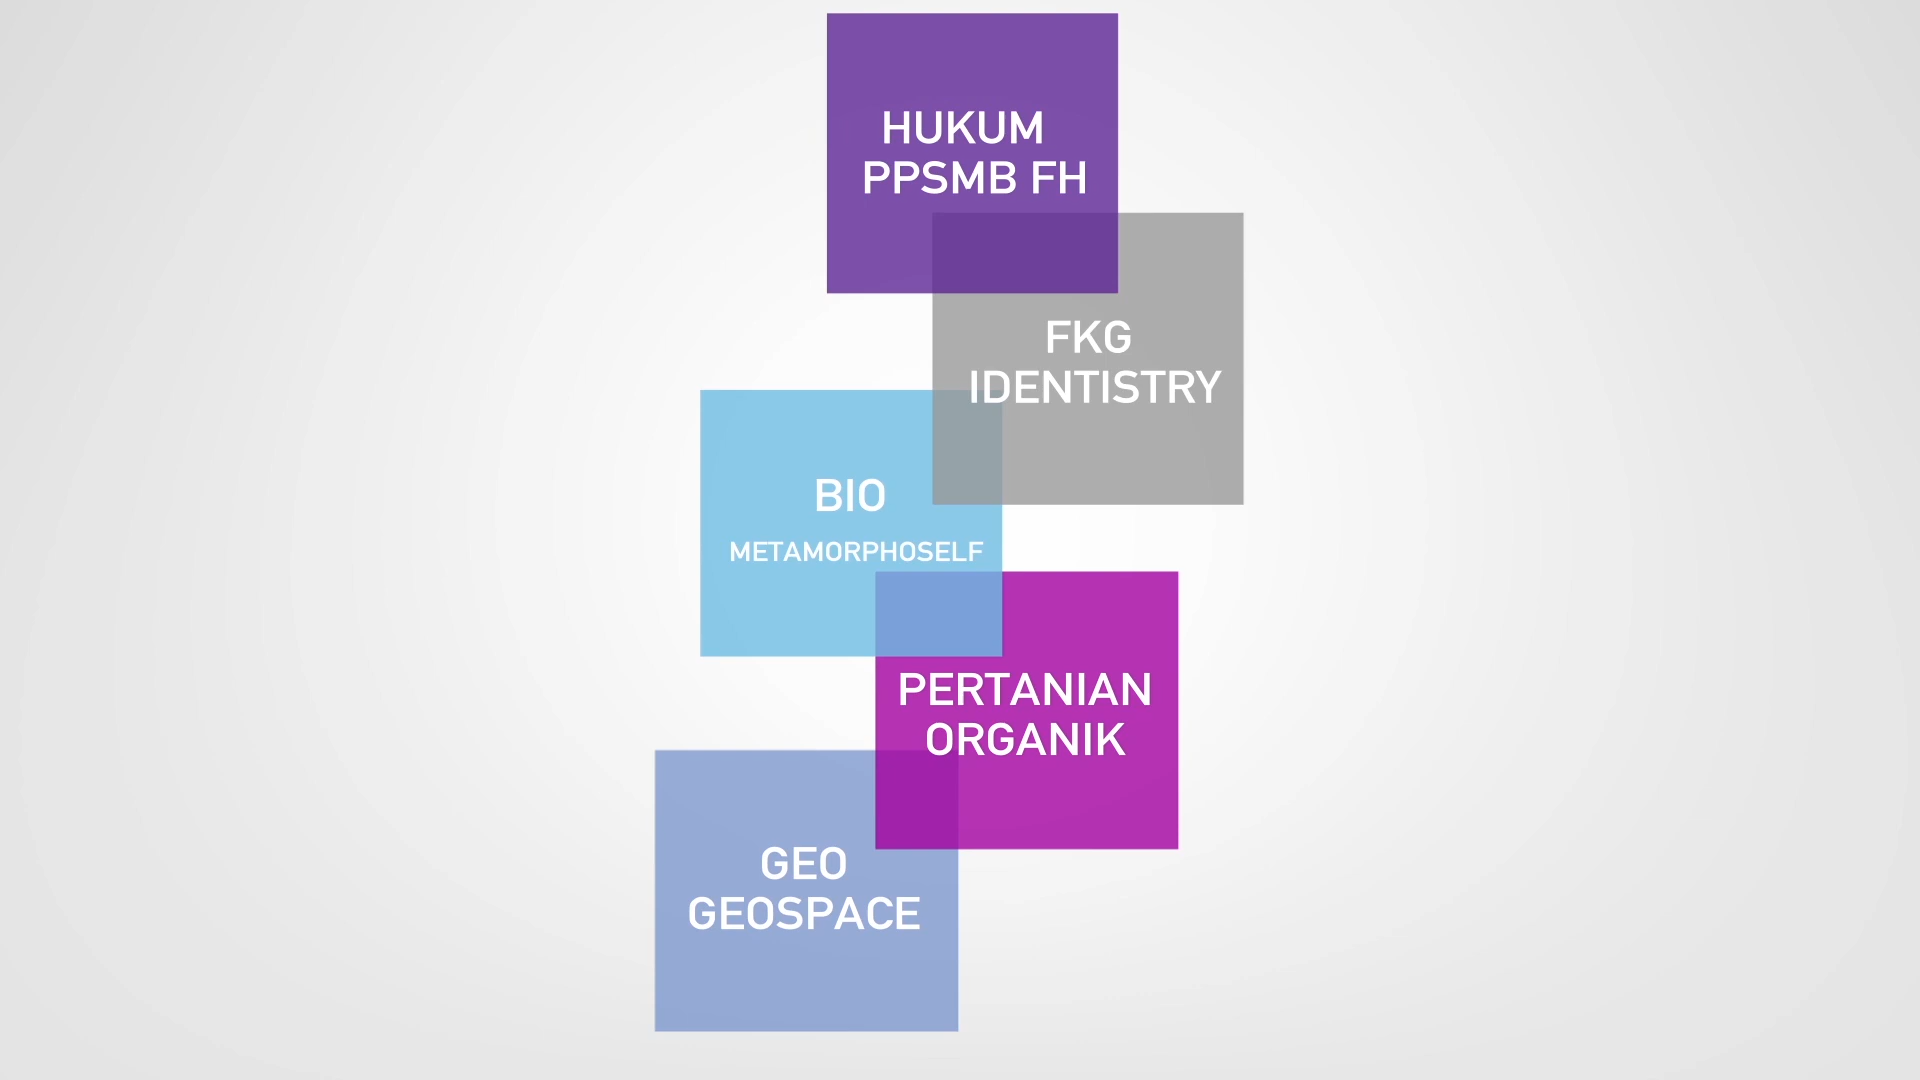 HUKUM
PPSMB FH
FKG
IDENTISTRY
BIO
METAMORPHOSELF
PERTANIAN
ORGANIK
GEO
GEOSPACE